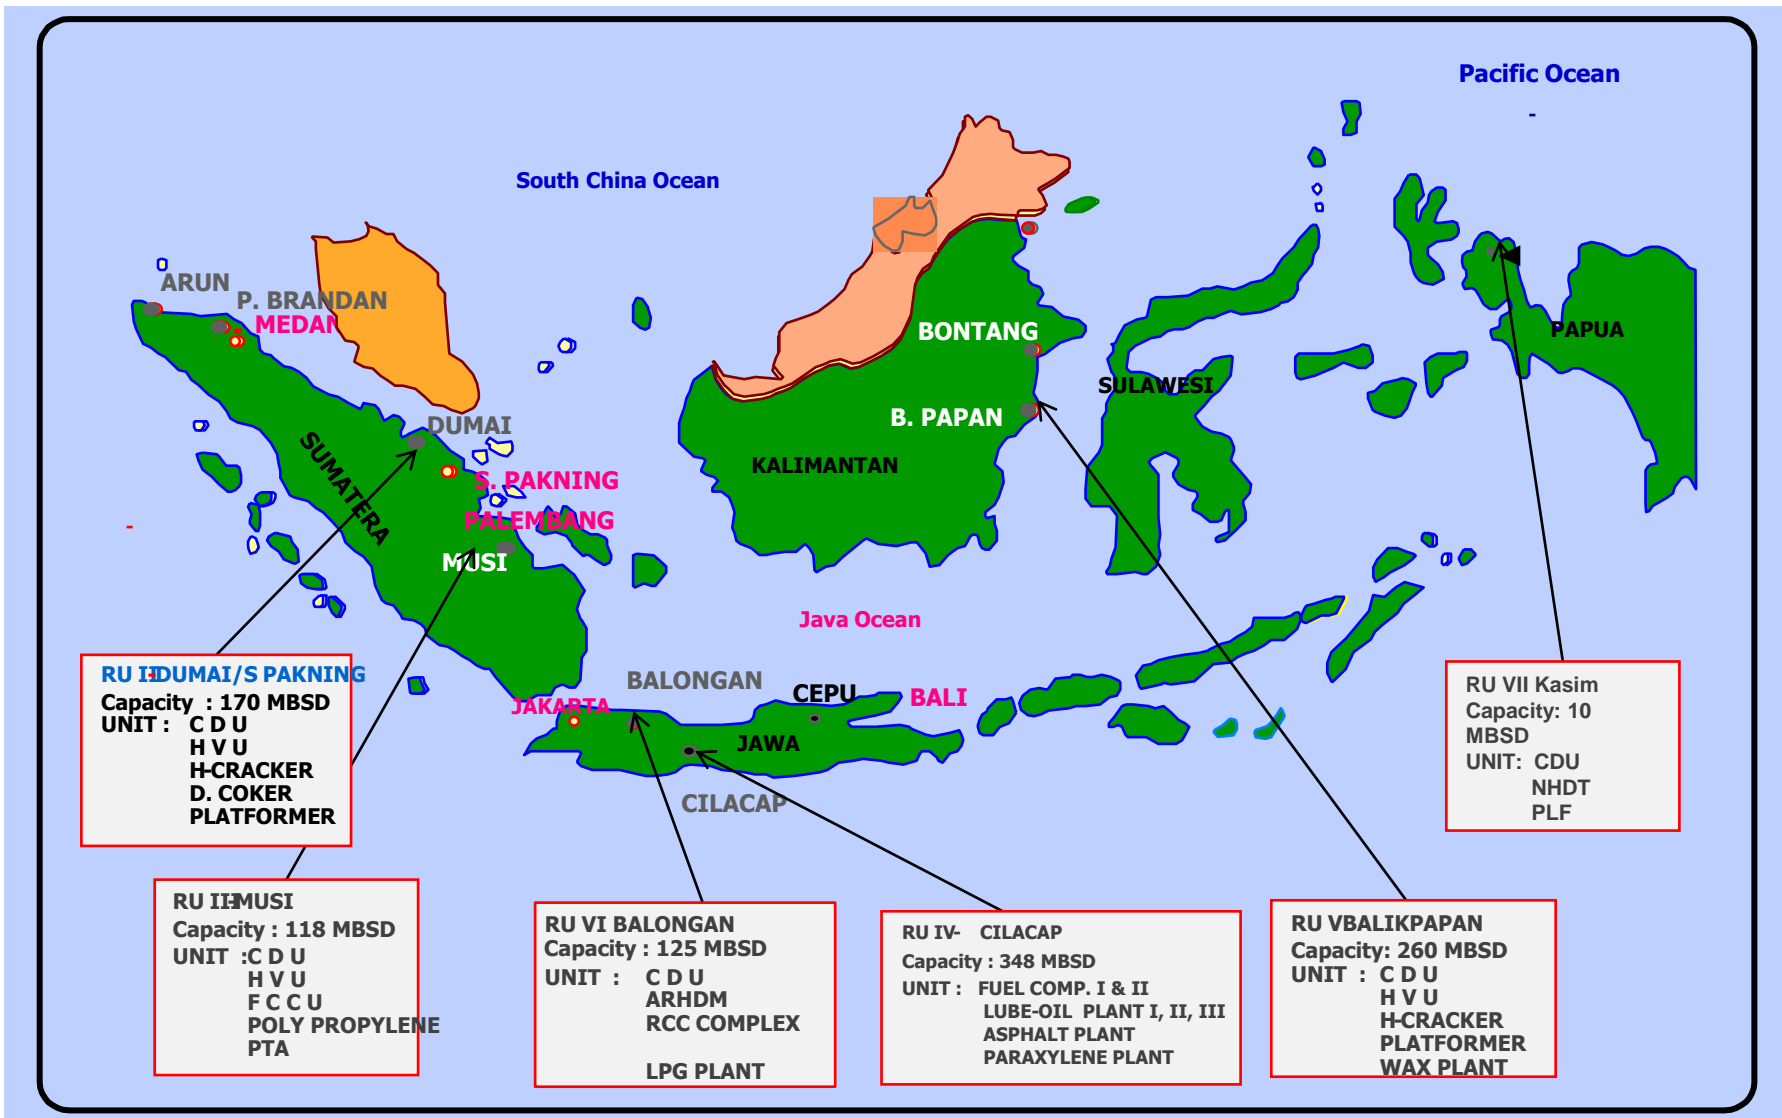 Pacific Ocean
-
South China Ocean
ARUN
P. BRANDAN
MEDAN
BONTANG
PAPUA
SULAWESI
B. PAPAN
DUMAI
KALIMANTAN
SUMATERA
S. PAKNING
PALEMBANG
-
MUSI
Java Ocean
BALONGAN
CEPU
BALI
JAKARTA
JAWA
CILACAP
RU II-DUMAI/S PAKNING
Capacity : 170 MBSD
UNIT : C D U
H V U
H-CRACKER
D. COKER
PLATFORMER
RU VII Kasim
Capacity: 10
MBSD
UNIT: CDU
NHDT
PLF
RU III-MUSI
Capacity : 118 MBSD
UNIT :C D U
H V U
F C C U
POLY PROPYLENE
PTA
RU VI BALONGAN
Capacity : 125 MBSD
UNIT : C D U
ARHDM
RCC COMPLEX
LPG PLANT
RU IV- CILACAP
Capacity : 348 MBSD
UNIT : FUEL COMP. I & II
LUBE-OIL PLANT I, II, III
ASPHALT PLANT
PARAXYLENE PLANT
RU VBALIKPAPAN
Capacity: 260 MBSD
UNIT : C D U
H V U
H-CRACKER
PLATFORMER
WAX PLANT